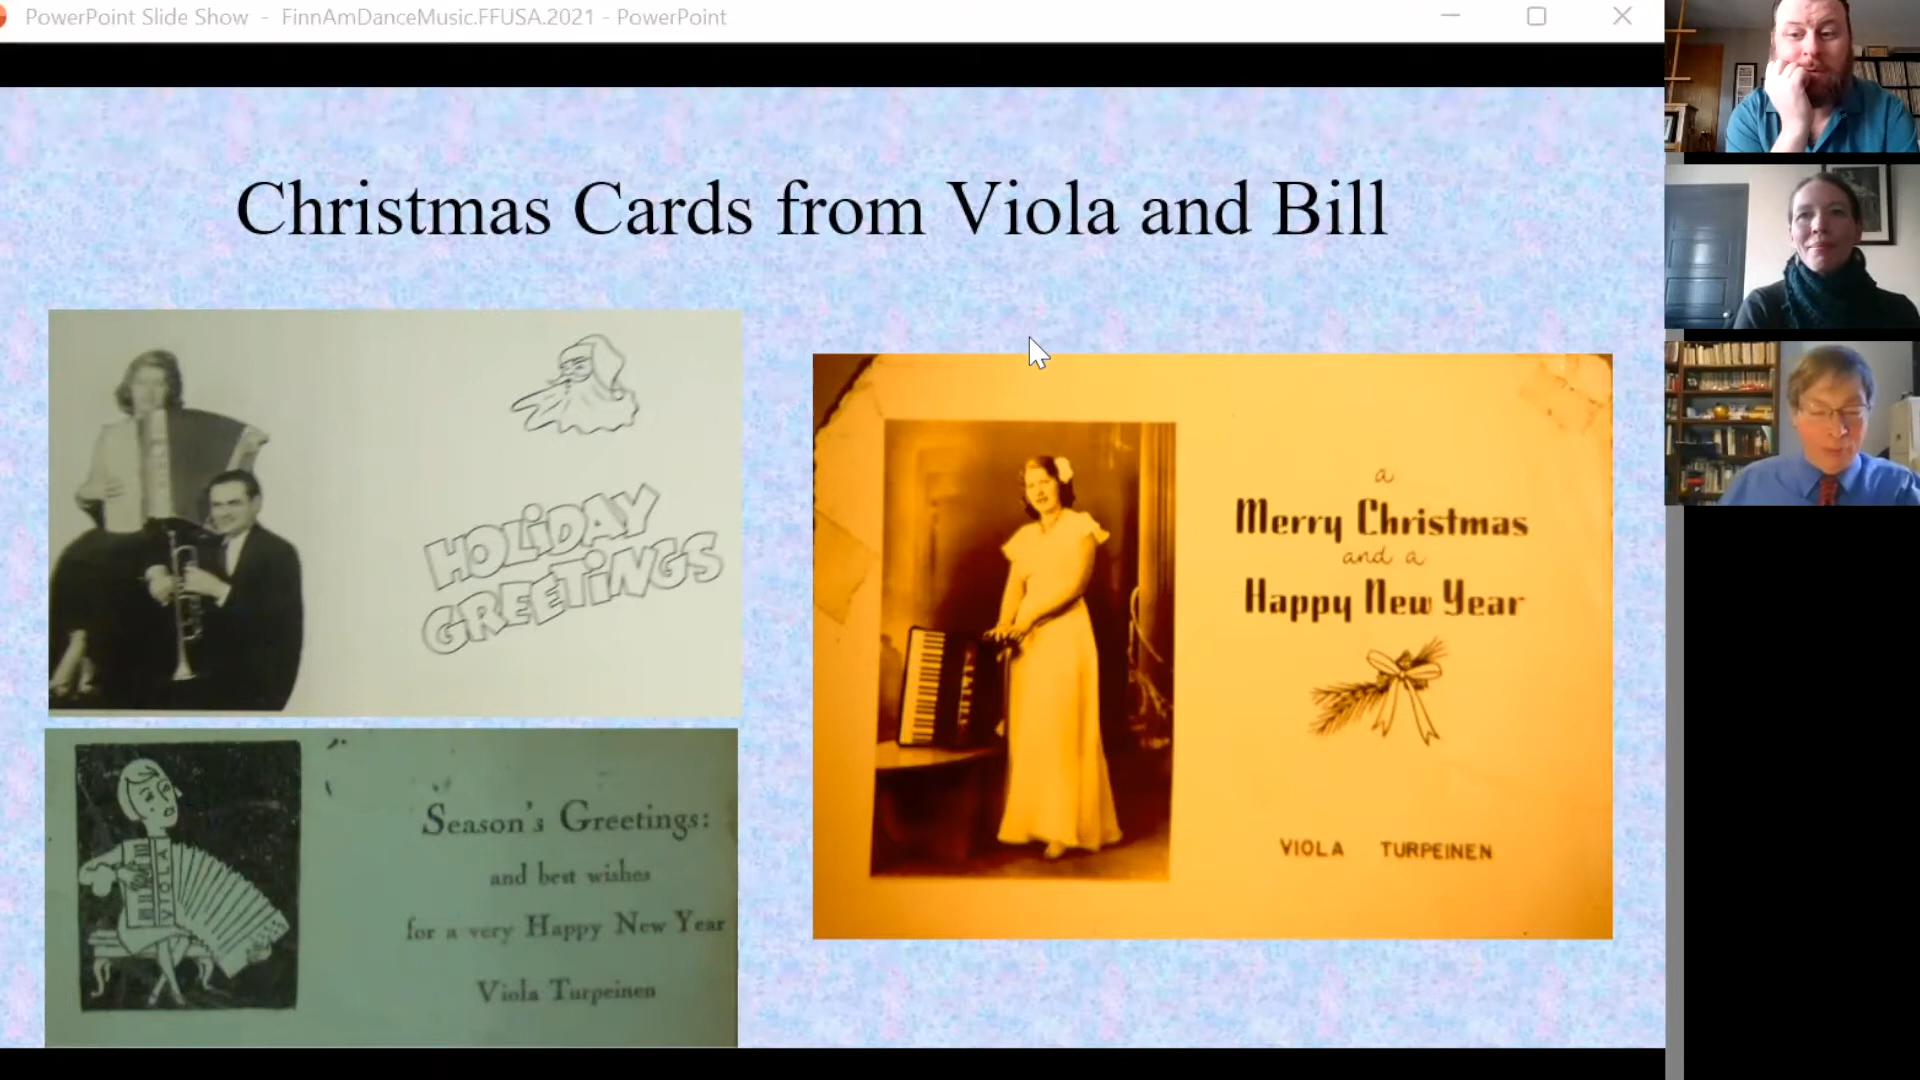 PowerPoint Slide Show - FinnAmDanceMusic.FFUSA.2021 - PowerPoint
Christmas Cards from Viola and Bill
HOLiDAY
GREETiNGS
VIOLA
Season's Greetings:
and best wishes
for a very Happy New Year
Viola Turpeinen
a
Merry Christmas
and a
Happy New Year
VIOLA TURPEINEN